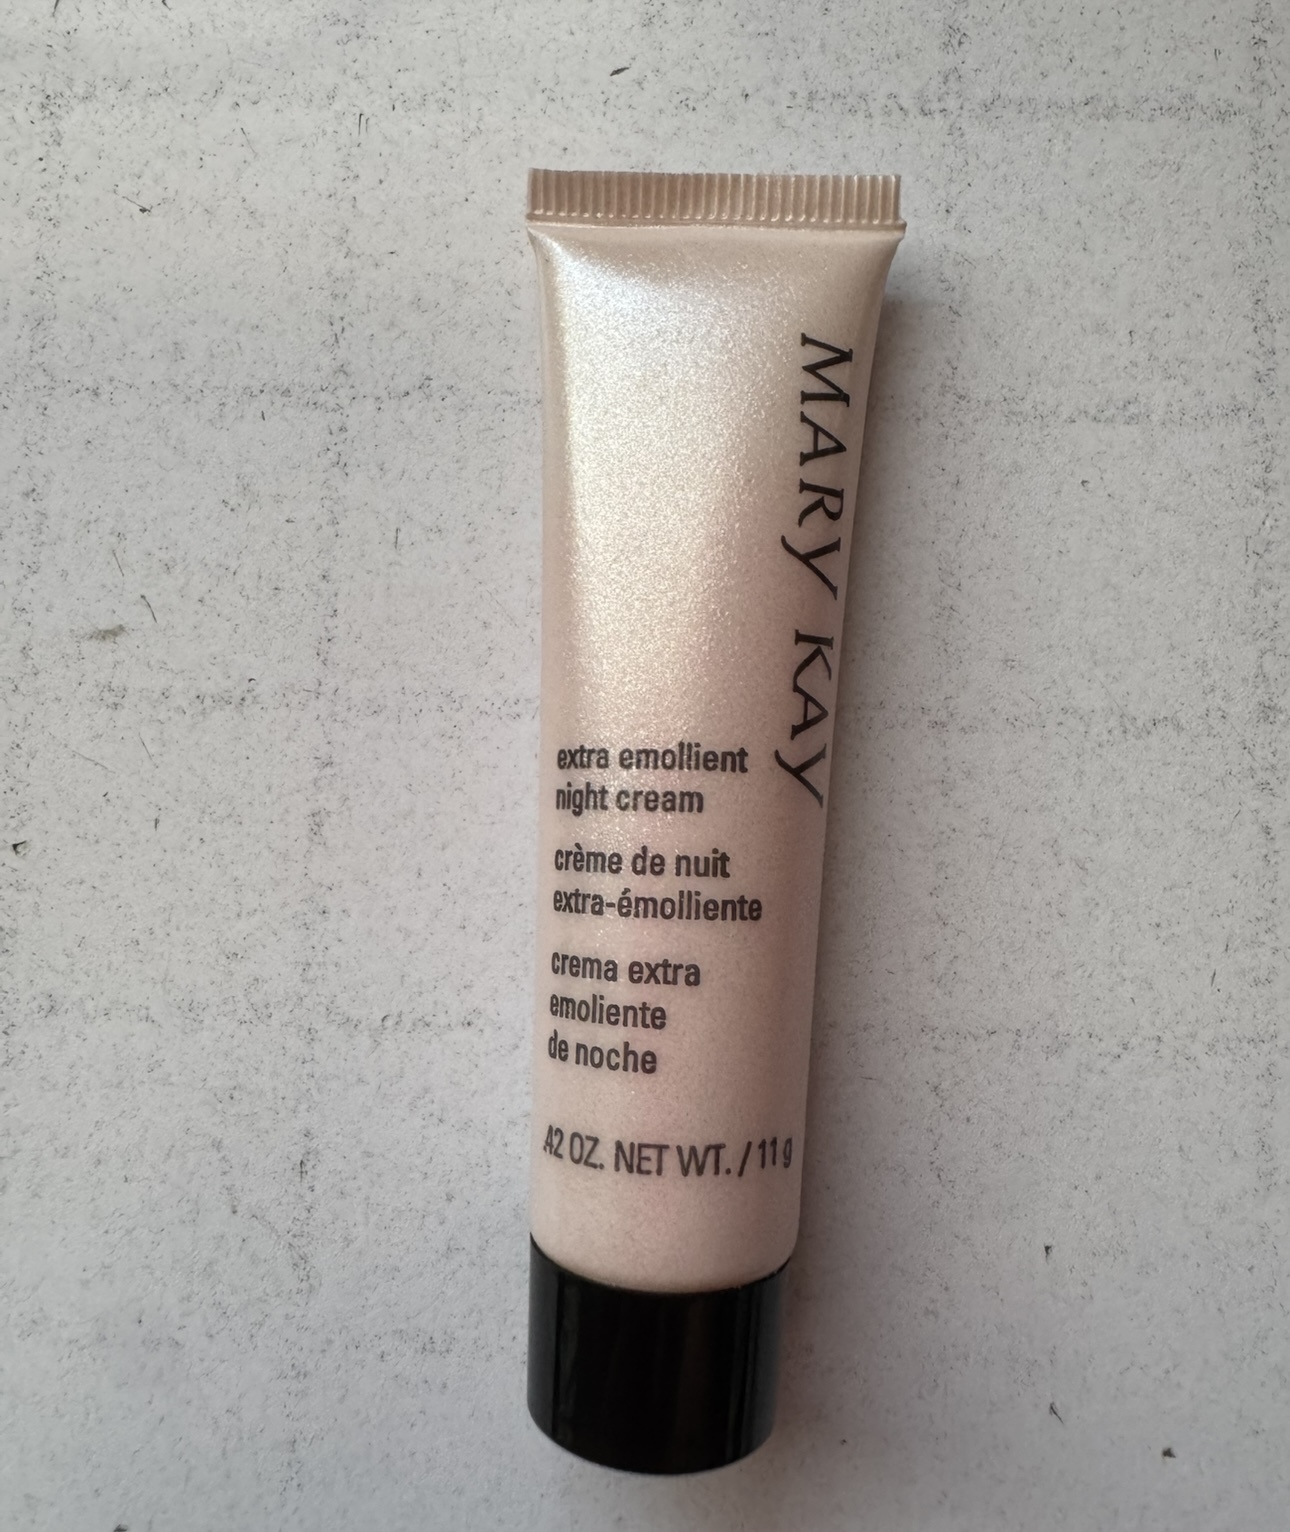 MARY KAY
extra emollient
night cream
crème de nuit
extra-émolliente
crema extra
emoliente
de noche
.42 OZ. NET WT. / 11 g